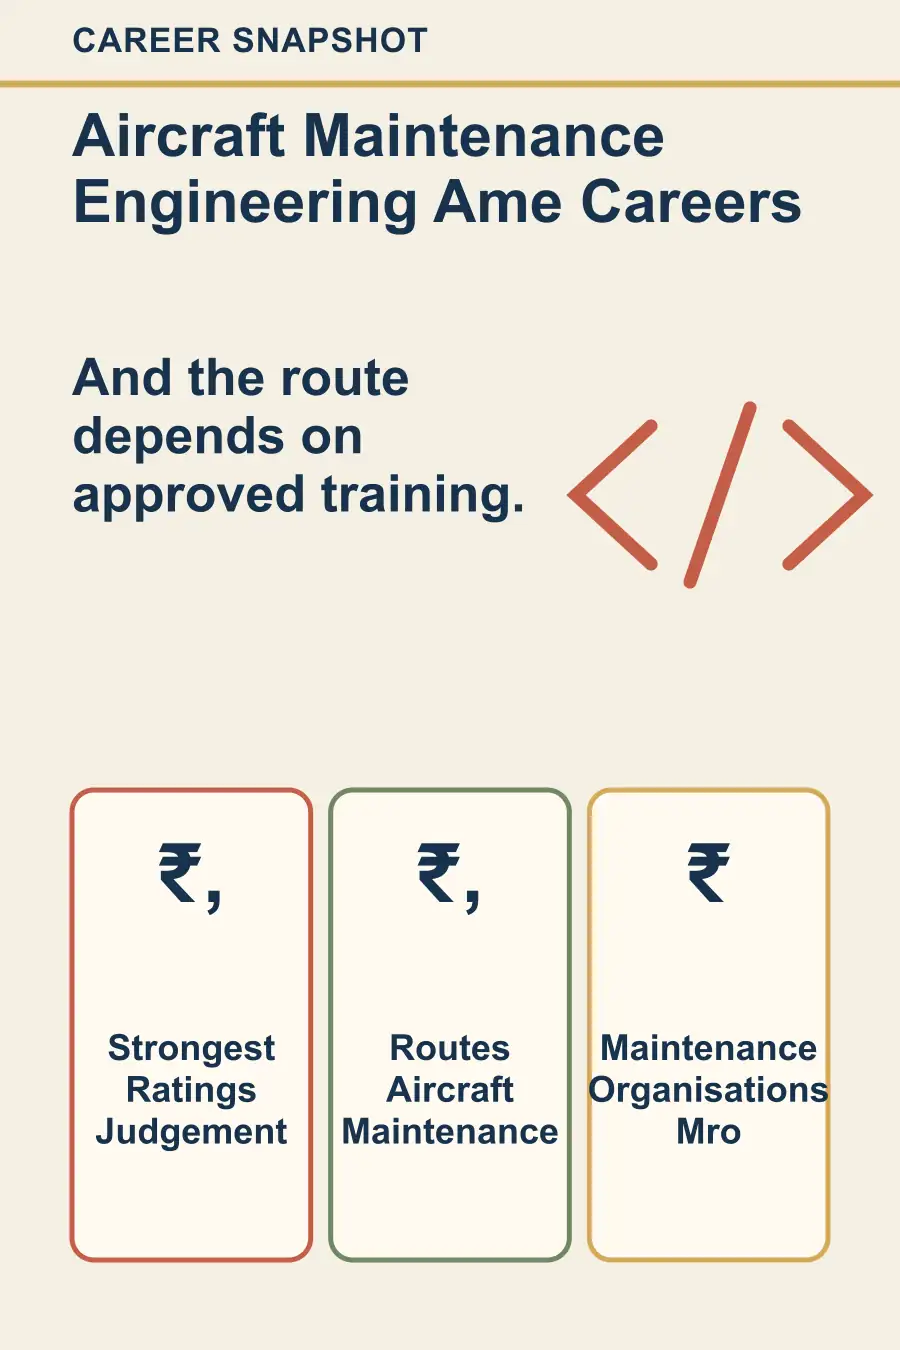 CAREER SNAPSHOT
Aircraft Maintenance
Engineering Ame Careers
And the route
depends on
approved training.
₹,
Strongest
Ratings
Judgement
₹,
Routes
Aircraft
Maintenance
₹
Maintenance
Organisations
Mro